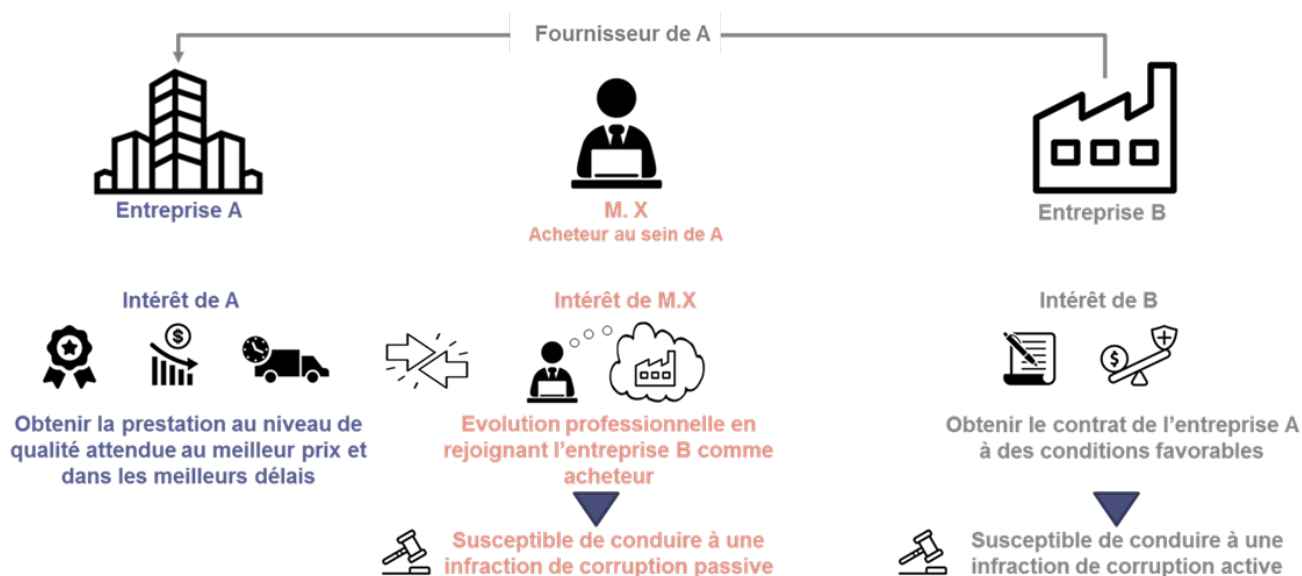 Fournisseur de A
Entreprise A
M. X
Acheteur au sein de A
Entreprise B
Intérêt de A
Intérêt de M.X
Intérêt de B
Obtenir la prestation au niveau de
qualité attendue au meilleur prix et
dans les meilleurs délais
Evolution professionnelle en
rejoignant l'entreprise B comme
acheteur
Obtenir le contrat de l'entreprise A
à des conditions favorables
Susceptible de conduire à une
infraction de corruption passive
Susceptible de conduire à une
infraction de corruption active